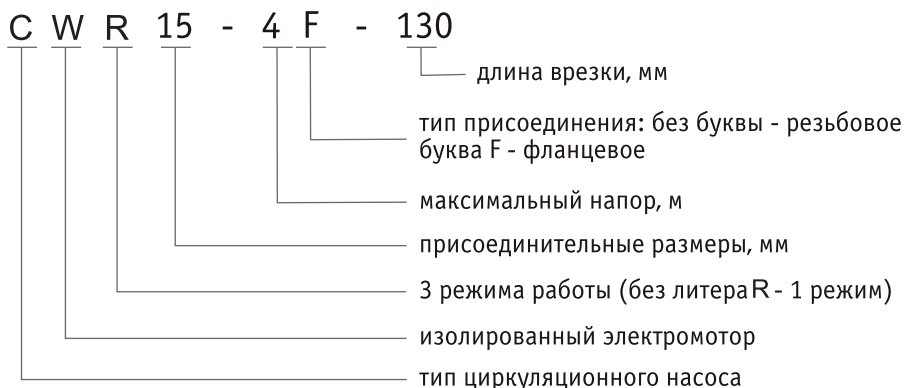 C W R 15 - 4 F - 130
длина врезки, мм
тип присоединения: без буквы - резьбовое
буква F - фланцевое
максимальный напор, м
присоединительные размеры, мм
3 режима работы (без литера R - 1 режим)
изолированный электромотор
тип циркуляционного насоса